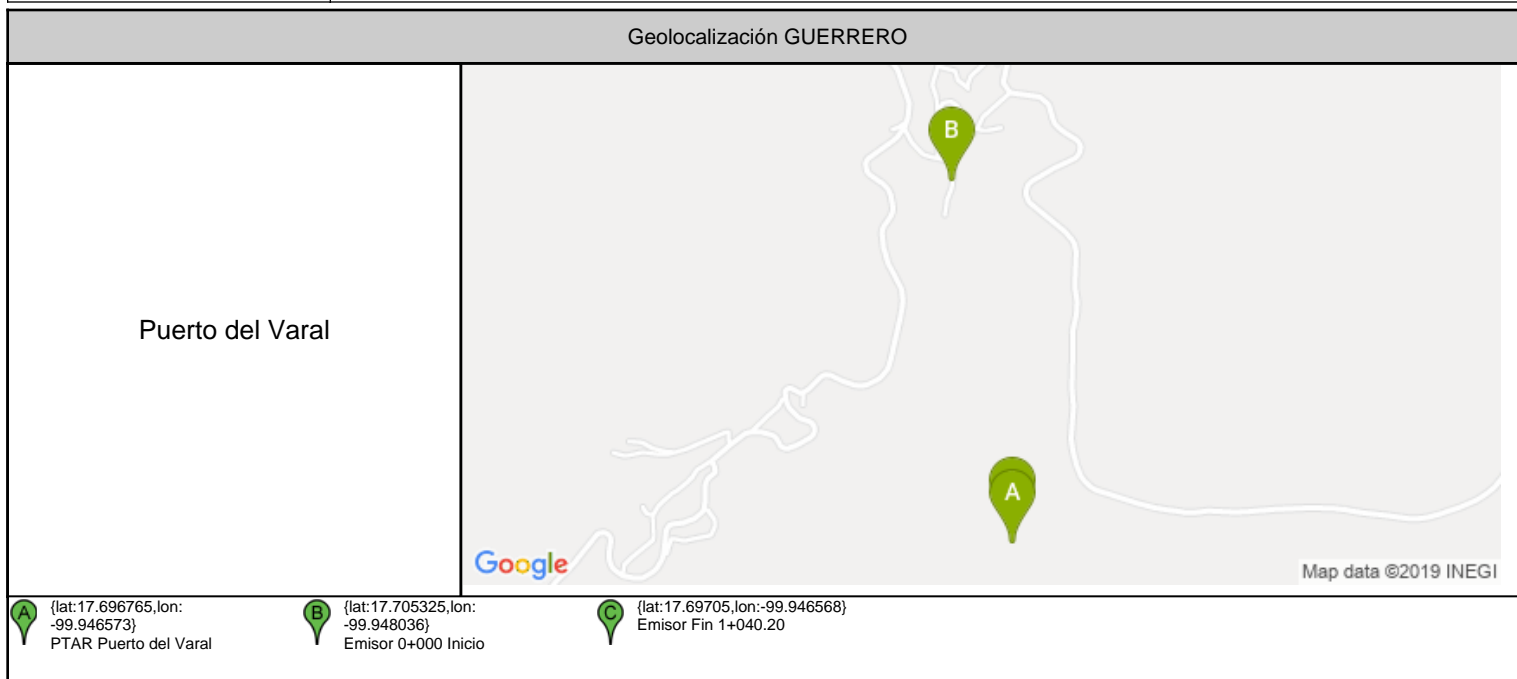 Geolocalización GUERRERO
Puerto del Varal
B
A
Google
Map data ©2019 INEGI
A {lat:17.696765,lon:
-99.946573}
PTAR Puerto del Varal
B {lat:17.705325,lon:
-99.948036}
Emisor 0+000 Inicio
C {lat:17.69705,lon:-99.946568}
Emisor Fin 1+040.20